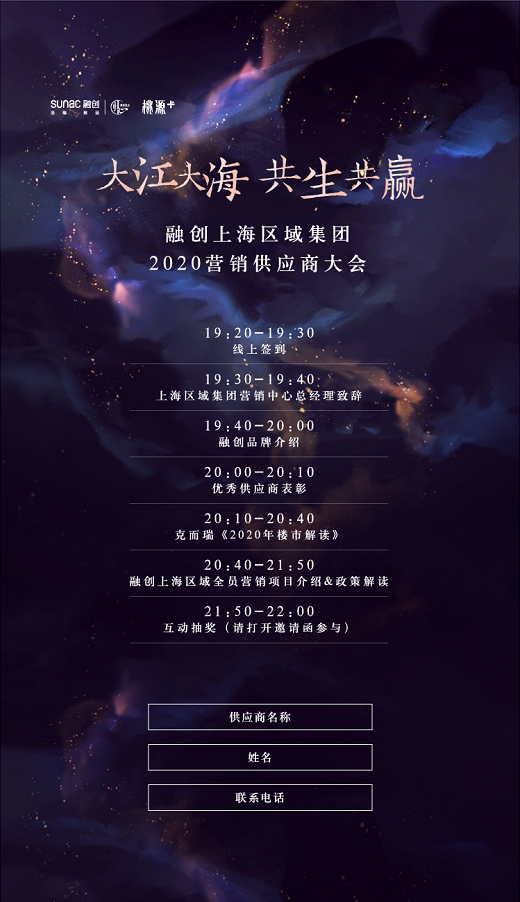 sunac 融创
桃源卡
大江大海 共生共赢
融创上海区域集团
2020营销供应商大会
19:20-19:30
线上签到
19:30-19:40
上海区域集团营销中心总经理致辞
19:40-20:00
融创品牌介绍
20:00-20:10
优秀供应商表彰
20:10-20:40
克而瑞《2020年楼市解读》
20:40-21:50
融创上海区域全员营销项目介绍&政策解读
21:50-22:00
互动抽奖（请打开邀请函参与）
供应商名称
姓名
联系电话